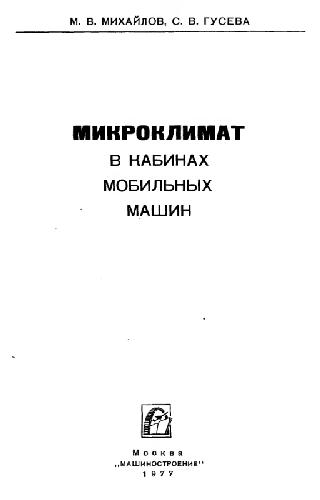 М. В. МИХАЙЛОВ, С. В. ГУСЕВА
МИКРОКЛИМАТ
В КАБИНАХ
МОБИЛЬНЫХ
МАШИН
Москва
„МАШИНОСТРОЕНИЕ"
1977